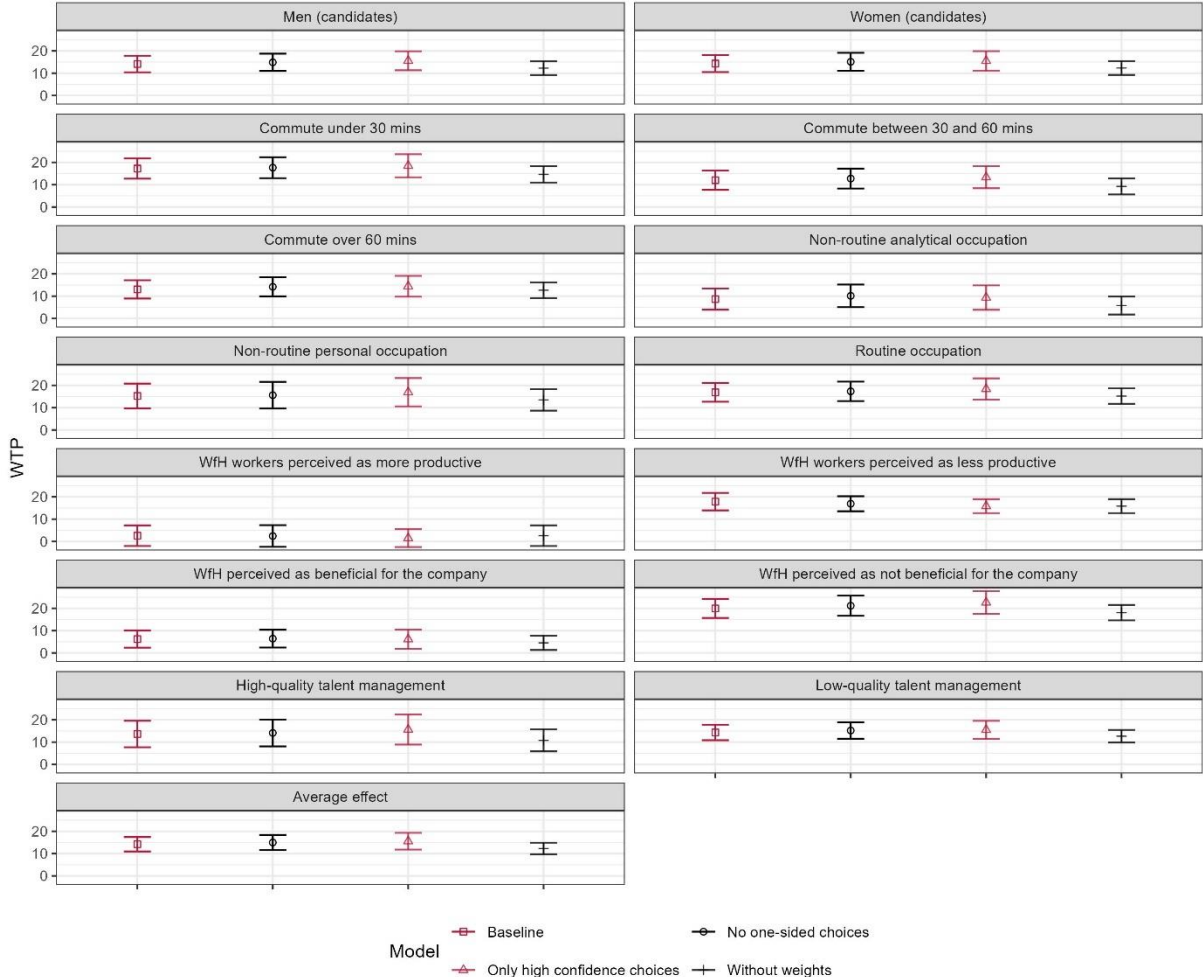 Men (candidates)
Women (candidates)
20
10
0
Commute under 30 mins
Commute between 30 and 60 mins
20
10
0
Commute over 60 mins
Non-routine analytical occupation
20
10
0
Non-routine personal occupation
Routine occupation
20
10
0
WTP
WfH workers perceived as more productive
WfH workers perceived as less productive
20
10
0
WfH perceived as beneficial for the company
WfH perceived as not beneficial for the company
20
10
0
High-quality talent management
Low-quality talent management
20
10
0
Average effect
20
10
0
Model
Baseline
No one-sided choices
Only high confidence choices
Without weights